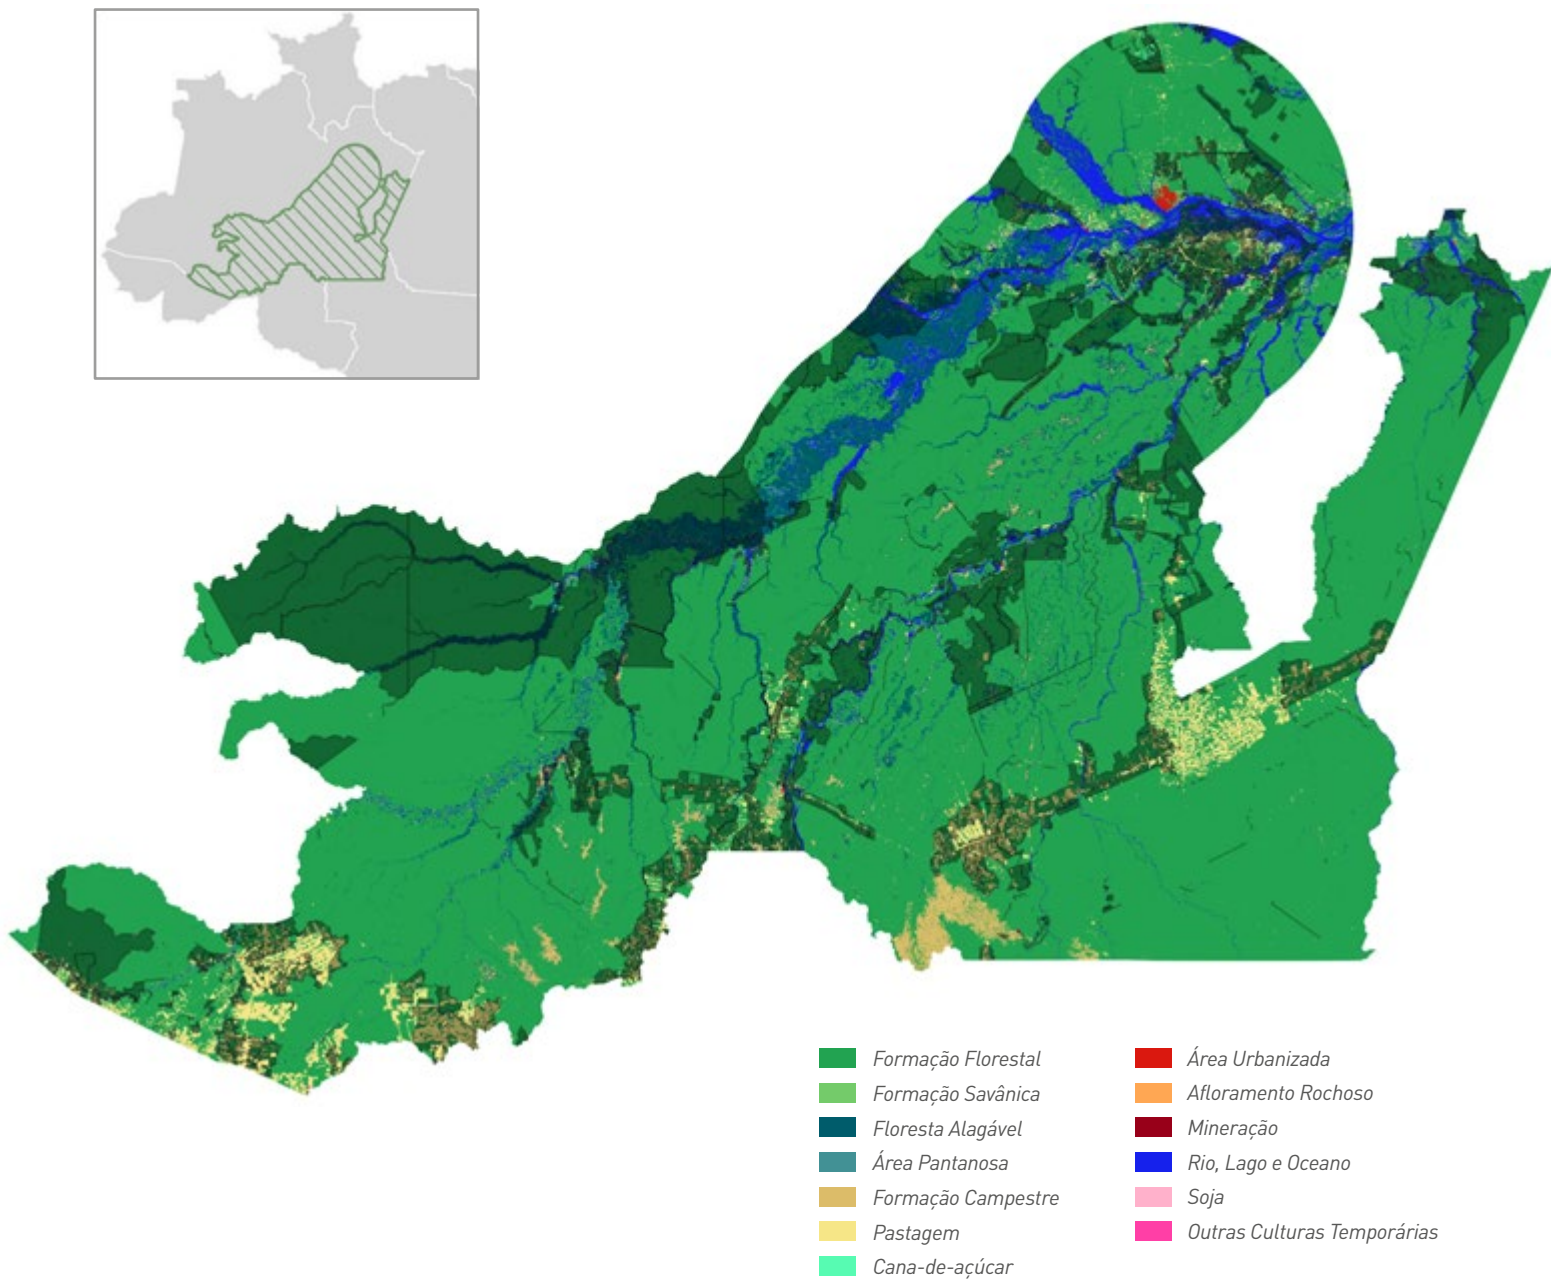 Formação Florestal
Formação Savânica
Floresta Alagável
Área Pantanosa
Formação Campestre
Pastagem
Cana-de-açúcar
Área Urbanizada
Afloramento Rochoso
Mineração
Rio, Lago e Oceano
Soja
Outras Culturas Temporárias